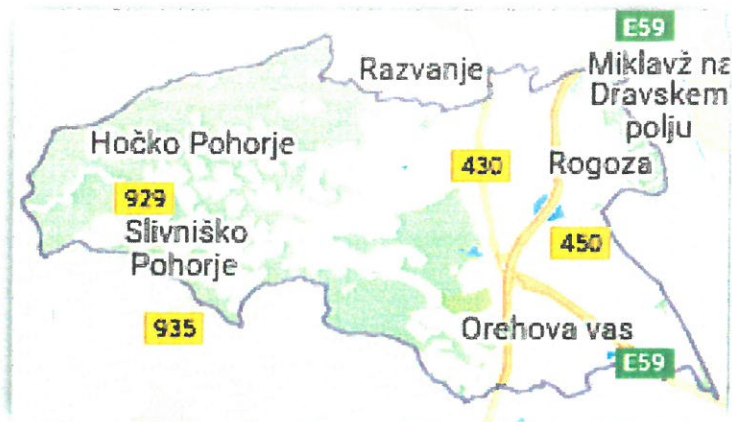 E59
Razvanje
Miklavž na
Dravskem
polju
Hočko Pohorje
430
Rogoza
929
Slivniško
Pohorje
450
935
Orehova vas
E59